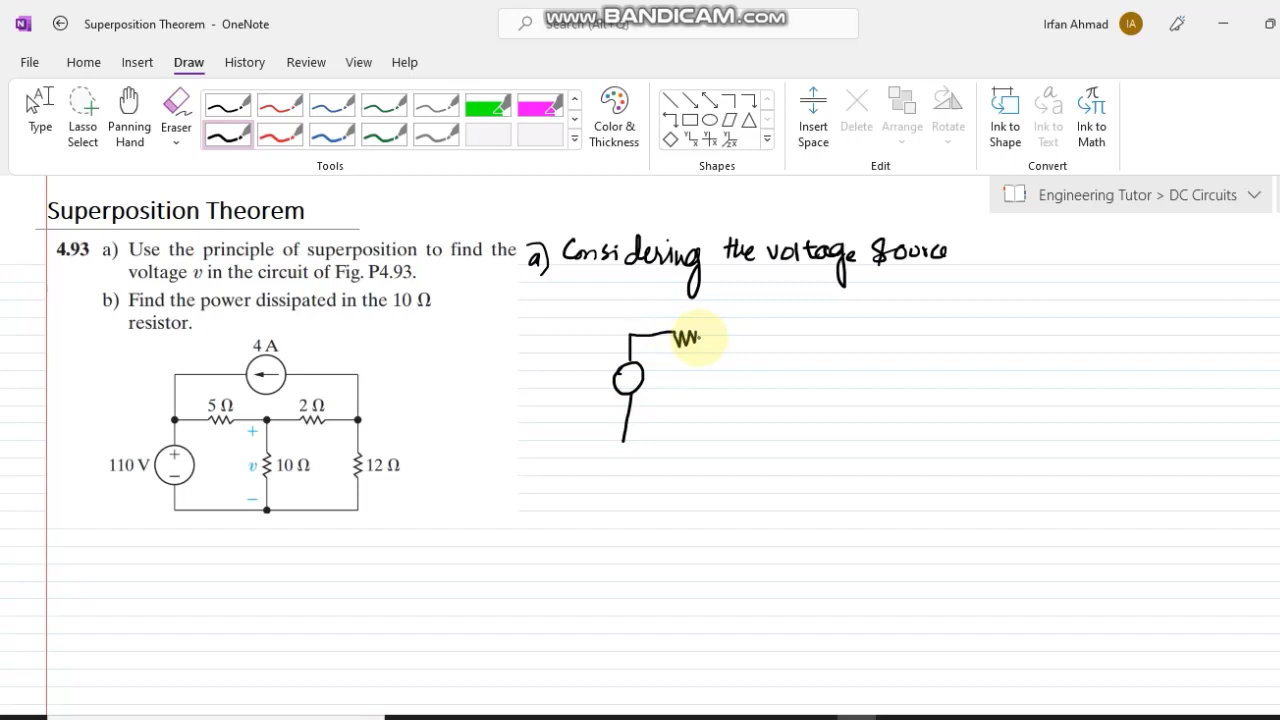 Superposition Theorem - OneNote
www.BANDICAM.com
Irfan Ahmad
IA
File Home Insert Draw History Review View Help
Type
Lasso Select
Panning Hand
Eraser
Color & Thickness
Insert Space
Delete
Arrange
Rotate
Ink to Shape
Ink to Text
Ink to Math
Tools
Shapes
Edit
Convert
Engineering Tutor > DC Circuits
Superposition Theorem
4.93 a) Use the principle of superposition to find the
voltage v in the circuit of Fig. P4.93.
b) Find the power dissipated in the 10 Ω
resistor.
4 A
5 Ω 2 Ω
+
110 V + − v 10 Ω 12 Ω
−
a) Considering the voltage source